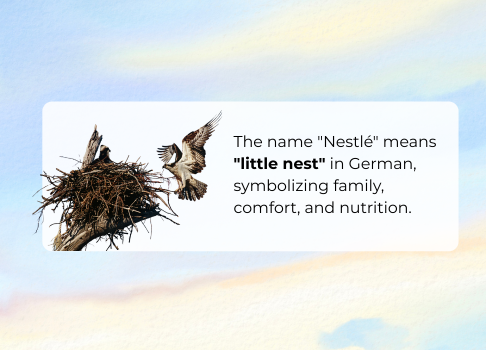 The name "Nestlé" means
"little nest" in German,
symbolizing family,
comfort, and nutrition.